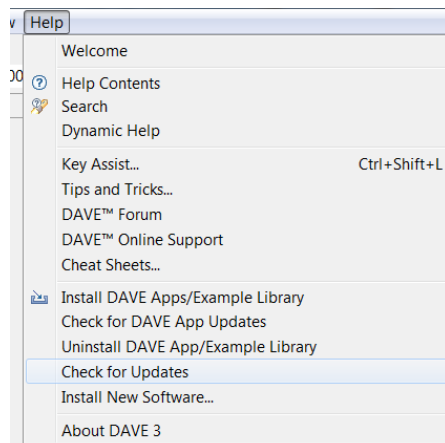 Help
Welcome
Help Contents
Search
Dynamic Help
Key Assist... Ctrl+Shift+L
Tips and Tricks...
DAVE™ Forum
DAVE™ Online Support
Cheat Sheets...
Install DAVE Apps/Example Library
Check for DAVE App Updates
Uninstall DAVE App/Example Library
Check for Updates
Install New Software...
About DAVE 3